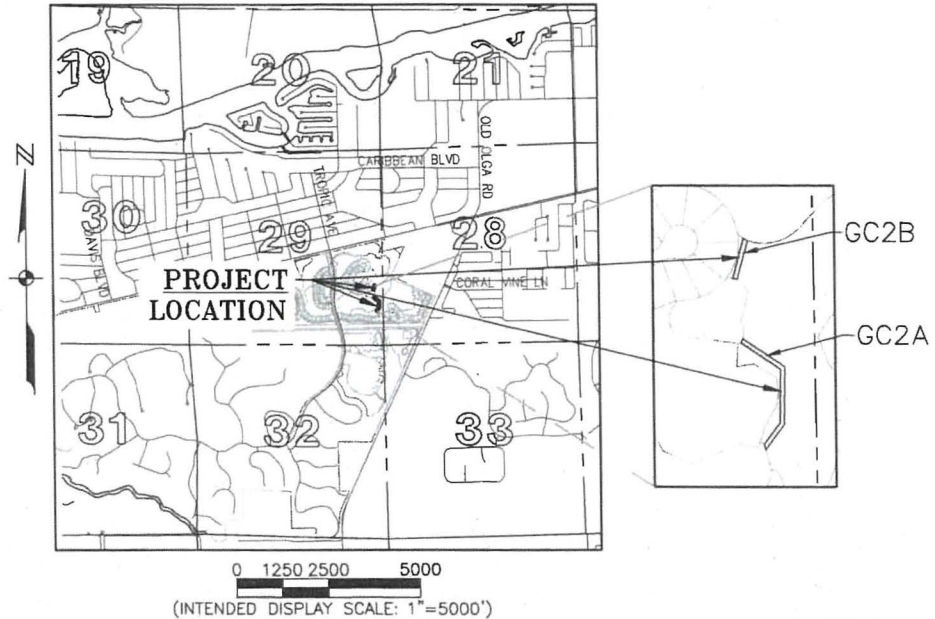 19 20 21
OLD OLGA RD
CARIBBEAN BLVD
TROPIC AVE
30 29 28
DAVIS BLVD
N
GC2B
PROJECT
LOCATION
CORAL VINE LN
GC2A
31 32 33
0 1250 2500 5000
(INTENDED DISPLAY SCALE: 1"=5000')